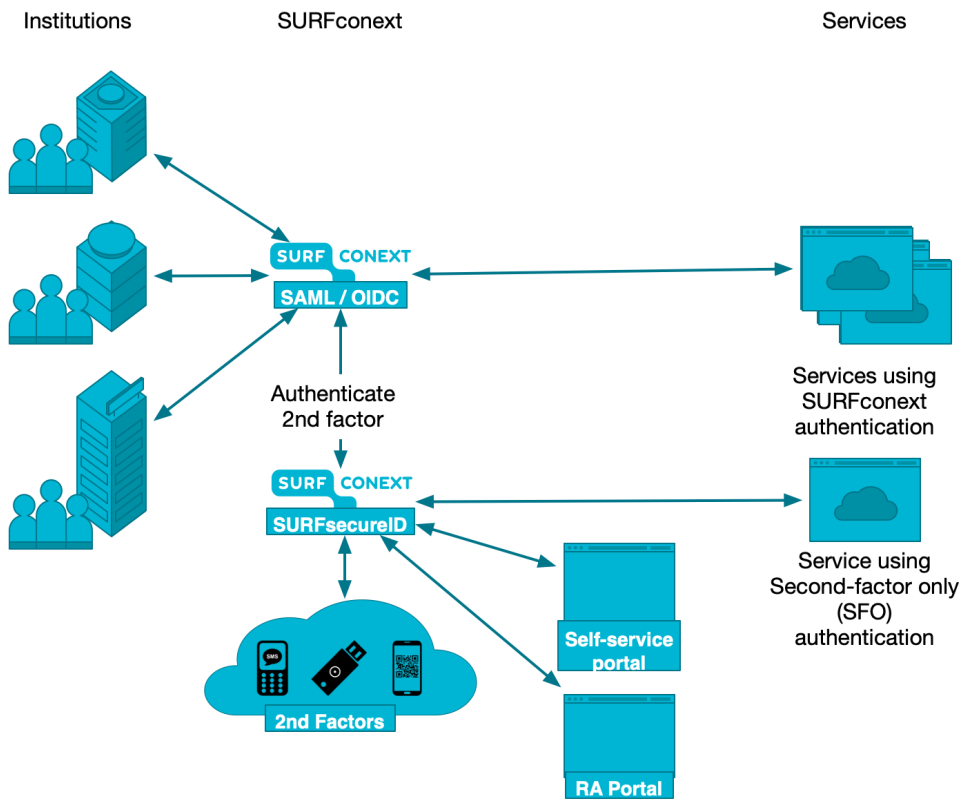 Institutions
SURFconext
Services
SURF CONEXT
SAML / OIDC
Authenticate
2nd factor
Services using
SURFconext
authentication
SURF CONEXT
SURFsecureID
Service using
Second-factor only
(SFO)
authentication
Self-service
portal
SMS
2nd Factors
RA Portal